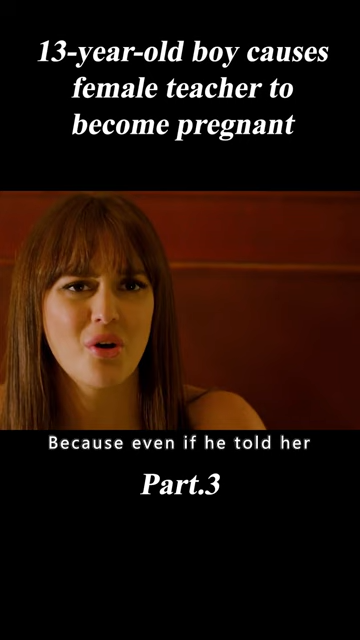 13-year-old boy causes
female teacher to
become pregnant
Because even if he told her
Part.3